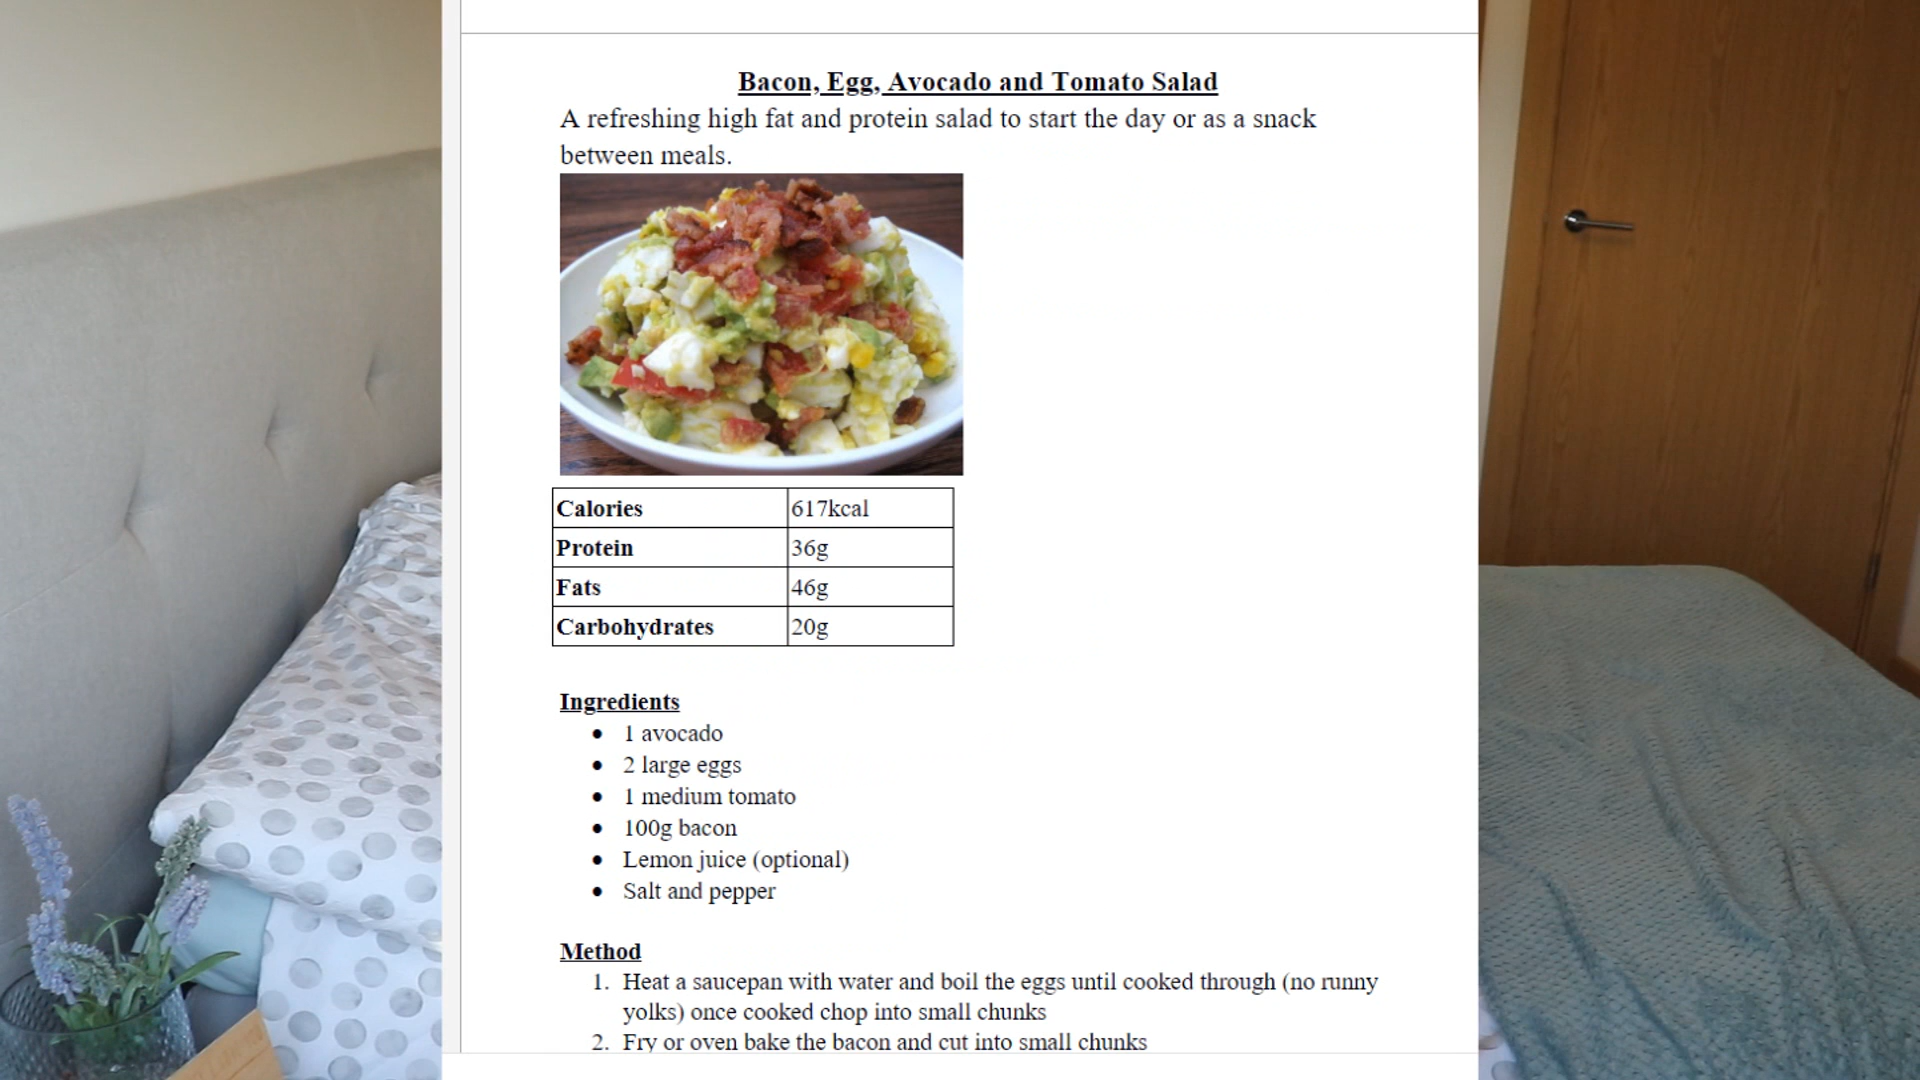 Bacon, Egg, Avocado and Tomato Salad
A refreshing high fat and protein salad to start the day or as a snack
between meals.
Calories 617kcal
Protein 36g
Fats 46g
Carbohydrates 20g
Ingredients
• 1 avocado
• 2 large eggs
• 1 medium tomato
• 100g bacon
• Lemon juice (optional)
• Salt and pepper
Method
1. Heat a saucepan with water and boil the eggs until cooked through (no runny
yolks) once cooked chop into small chunks
2. Fry or oven bake the bacon and cut into small chunks